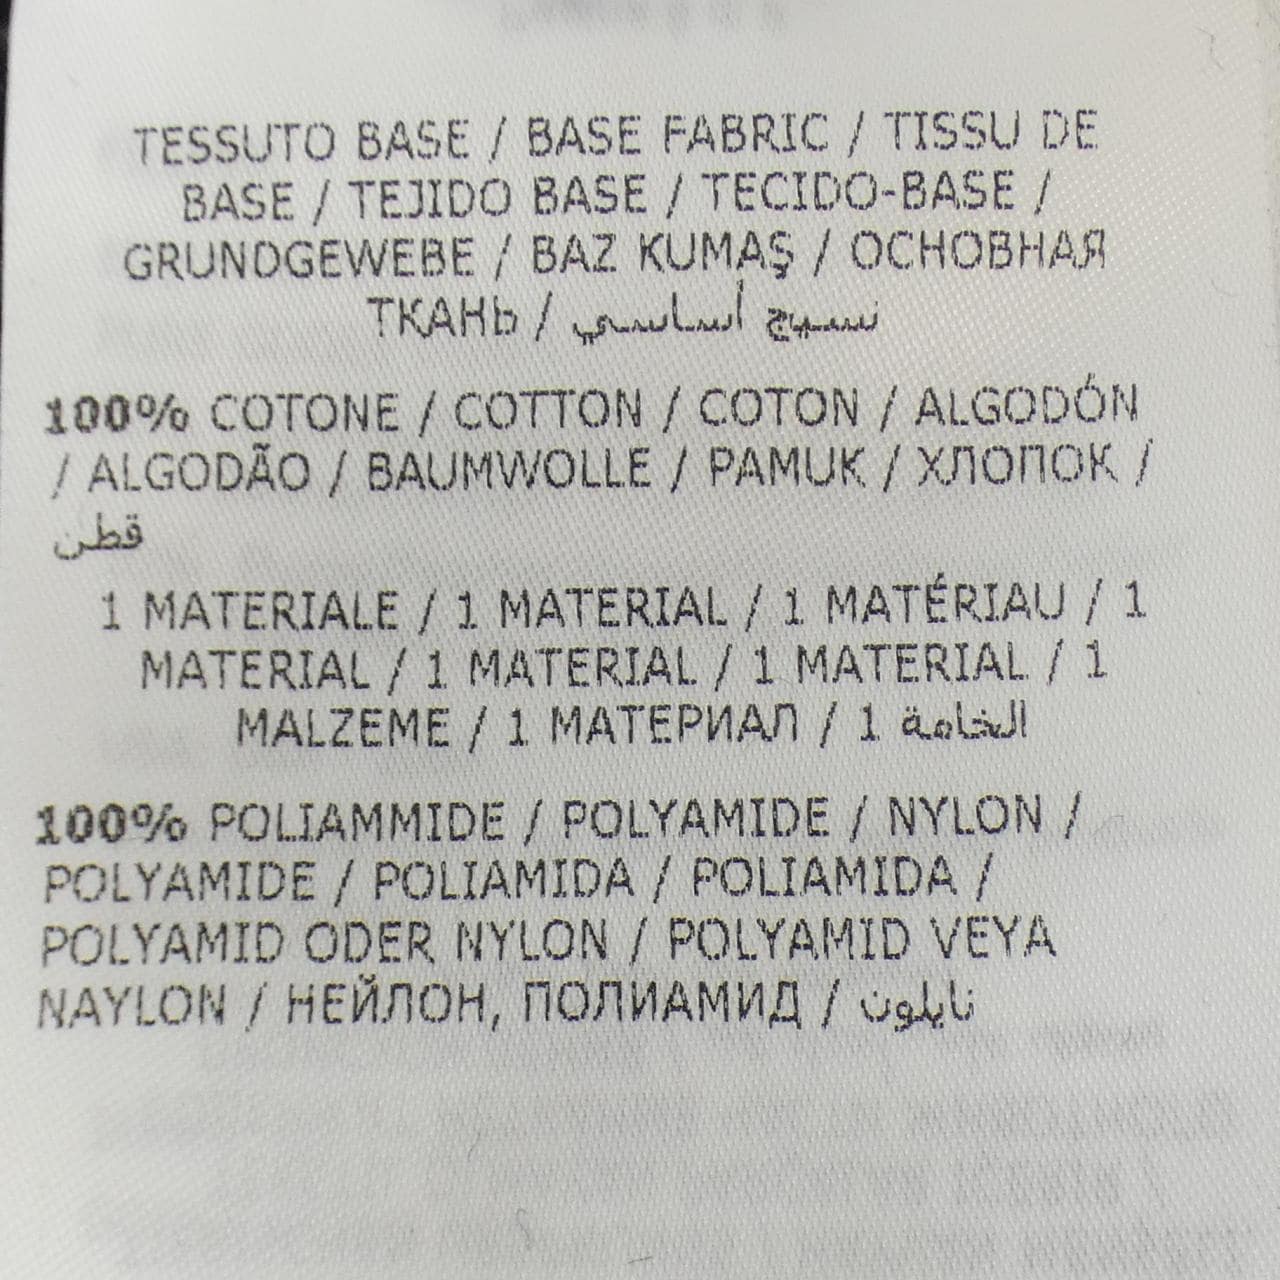 TESSUTO BASE / BASE FABRIC / TISSU DE
BASE / TEJIDO BASE / TECIDO-BASE /
GRUNDGEWEBE / BAZ KUMAŞ / ОСНОВНАЯ
ТКАНЬ / نسيج أساسي
100% COTONE / COTTON / COTON / ALGODÓN
/ ALGODÃO / BAUMWOLLE / PAMUK / ХЛОПОК /
قطن
1 MATERIALE / 1 MATERIAL / 1 MATÉRIAU / 1
MATERIAL / 1 MATERIAL / 1 MATERIAL / 1
MALZEME / 1 МАТЕРИАЛ / 1 الخامة
100% POLIAMMIDE / POLYAMIDE / NYLON /
POLYAMIDE / POLIAMIDA / POLIAMIDA /
POLYAMID ODER NYLON / POLYAMID VEYA
NAYLON / НЕЙЛОН, ПОЛИАМИД / نايلون